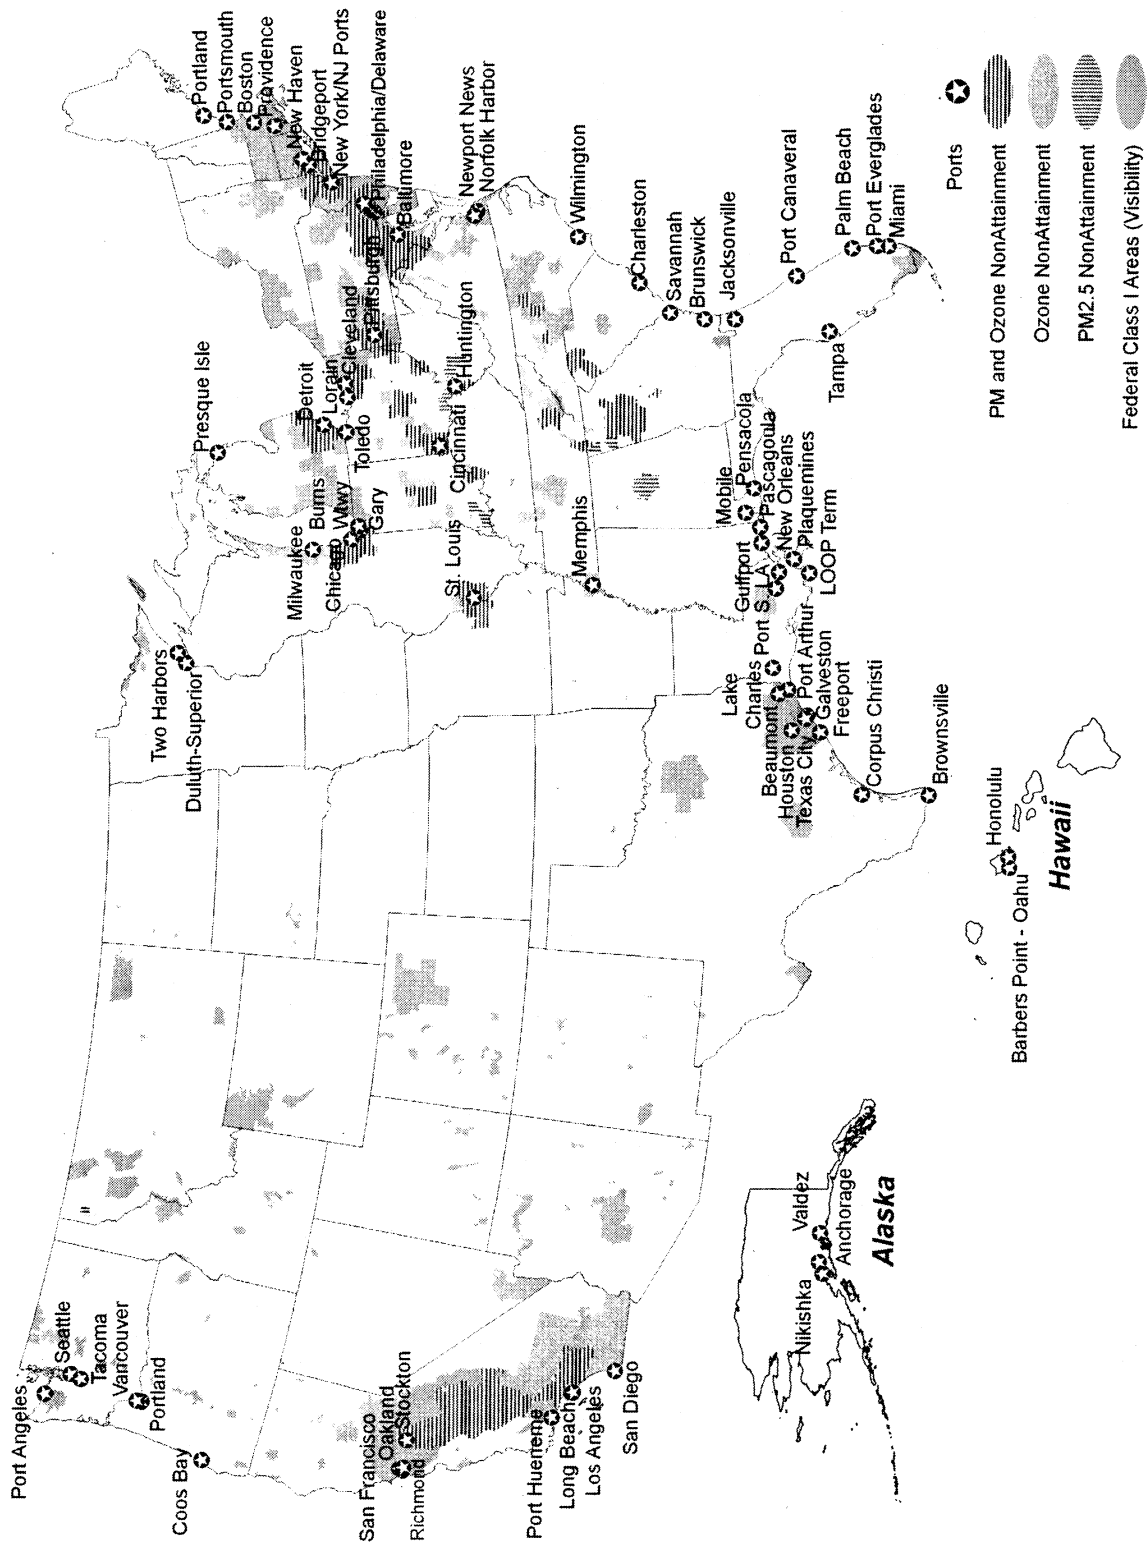 Port Angeles
Seattle
Tacoma
Vancouver
Portland
Coos Bay
San Francisco
Oakland
Stockton
Richmond
Port Hueneme
Long Beach
Los Angeles
San Diego
Two Harbors
Duluth-Superior
Presque Isle
Milwaukee
Chicago
Burns
Wtwy
Gary
Detroit
Lorain
Cleveland
Toledo
Pittsburgh
Cincinati
Huntington
St. Louis
Memphis
Portland
Portsmouth
Boston
Providence
New Haven
Bridgeport
New York/NJ Ports
Philadelphia/Delaware
Baltimore
Newport News
Norfolk Harbor
Wilmington
Charleston
Savannah
Brunswick
Jacksonville
Port Canaveral
Palm Beach
Port Everglades
Miami
Tampa
Pensacola
Mobile
Pascagoula
Gulfport
New Orleans
Port S. LA
Plaquemines
LOOP Term
Lake
Charles
Beaumont
Port Arthur
Houston
Texas City
Galveston
Freeport
Corpus Christi
Brownsville
Nikishka
Anchorage
Valdez
Alaska
Barbers Point - Oahu
Honolulu
Hawaii
Ports
PM and Ozone NonAttainment
Ozone NonAttainment
PM2.5 NonAttainment
Federal Class I Areas (Visibility)